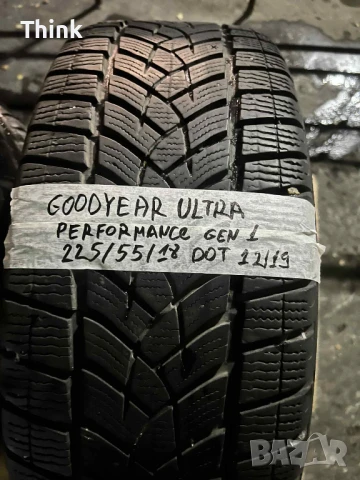 Think
GOODYEAR ULTRA
PERFORMANCE GEN 1
225/55/18 DOT 12/19
BAZAR